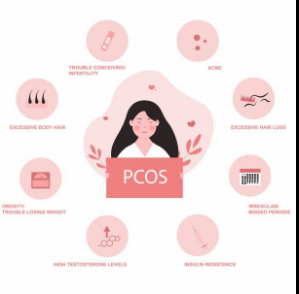 TROUBLE CONCEIVING/
INFERTILITY
ACNE
EXCESSIVE BODY HAIR
EXCESSIVE HAIR LOSS
PCOS
OBESITY/
TROUBLE LOSING WEIGHT
IRREGULAR/
MISSED PERIODS
HIGH TESTOSTERONE LEVELS
INSULIN RESISTANCE